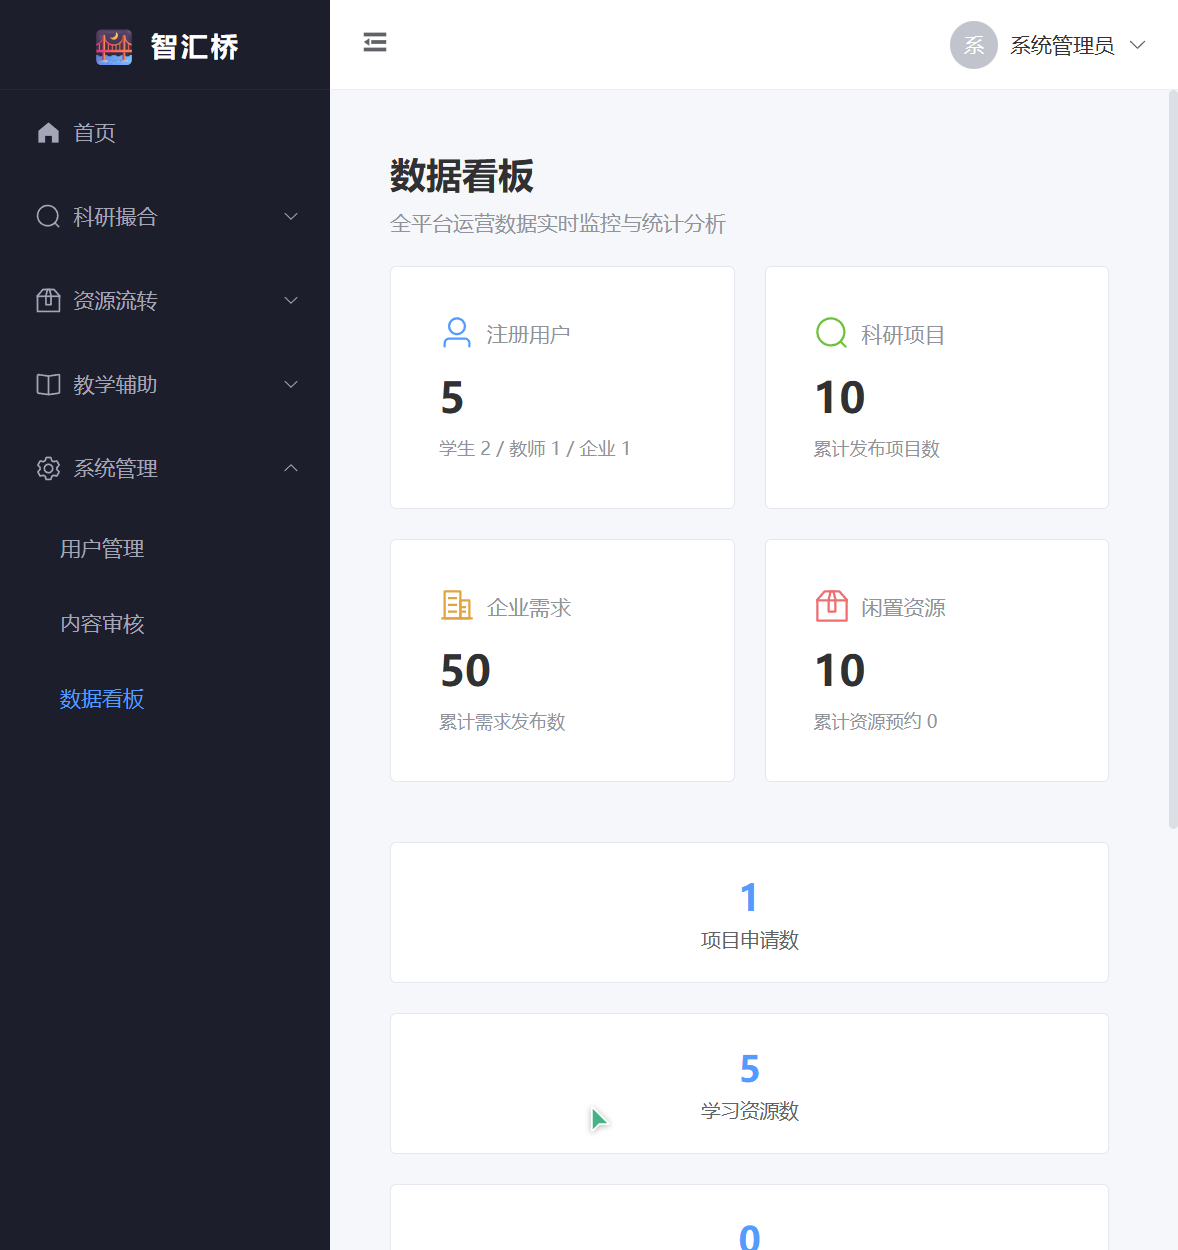 智汇桥
系
系统管理员
首页
科研撮合
资源流转
教学辅助
系统管理
用户管理
内容审核
数据看板
数据看板
全平台运营数据实时监控与统计分析
注册用户
5
学生 2 / 教师 1 / 企业 1
科研项目
10
累计发布项目数
企业需求
50
累计需求发布数
闲置资源
10
累计资源预约 0
1
项目申请数
5
学习资源数
0